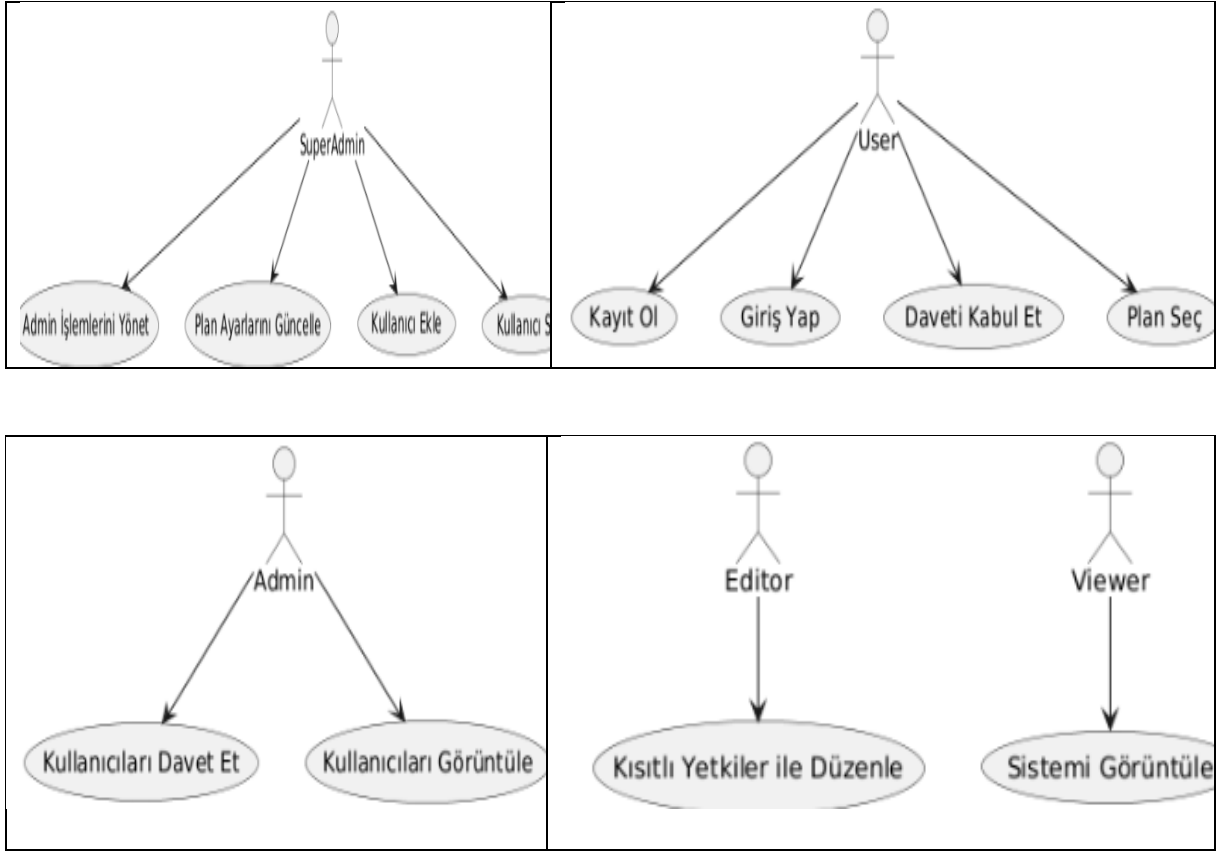 SuperAdmin
Admin İşlemlerini Yönet
Plan Ayarlarını Güncelle
Kullanıcı Ekle
Kullanıcı
User
Kayıt Ol
Giriş Yap
Daveti Kabul Et
Plan Seç
Admin
Kullanıcıları Davet Et
Kullanıcıları Görüntüle
Editor
Kısıtlı Yetkiler ile Düzenle
Viewer
Sistemi Görüntüle